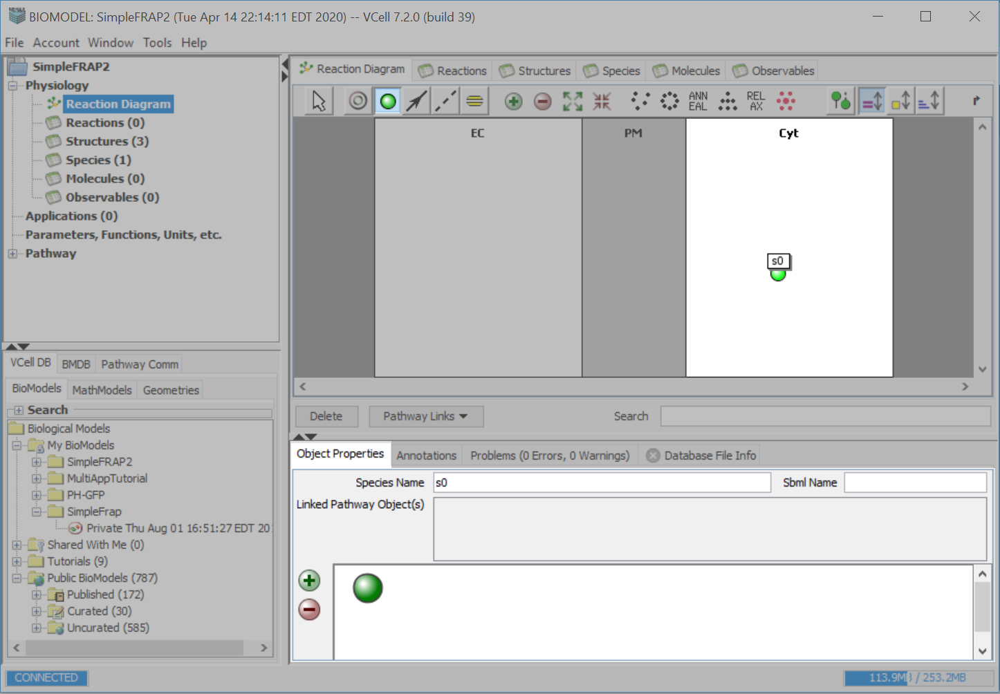 BIOMODEL: SimpleFRAP2 (Tue Apr 14 22:14:11 EDT 2020) -- VCell 7.2.0 (build 39)
File Account Window Tools Help
SimpleFRAP2
Physiology
Reaction Diagram
Reactions (0)
Structures (3)
Species (1)
Molecules (0)
Observables (0)
Applications (0)
Parameters, Functions, Units, etc.
Pathway
Reaction Diagram Reactions Structures Species Molecules Observables
ANN EAL REL AX
EC PM Cyt
s0
Delete Pathway Links Search
VCell DB BMDB Pathway Comm
BioModels MathModels Geometries
Search
Biological Models
My BioModels
SimpleFRAP2
MultiAppTutorial
PH-GFP
SimpleFrap
Private Thu Aug 01 16:51:27 EDT 20
Shared With Me (0)
Tutorials (9)
Public BioModels (787)
Published (172)
Curated (30)
Uncurated (585)
Object Properties Annotations Problems (0 Errors, 0 Warnings) Database File Info
Species Name s0 Sbml Name
Linked Pathway Object(s)
CONNECTED 113.9MB / 253.2MB